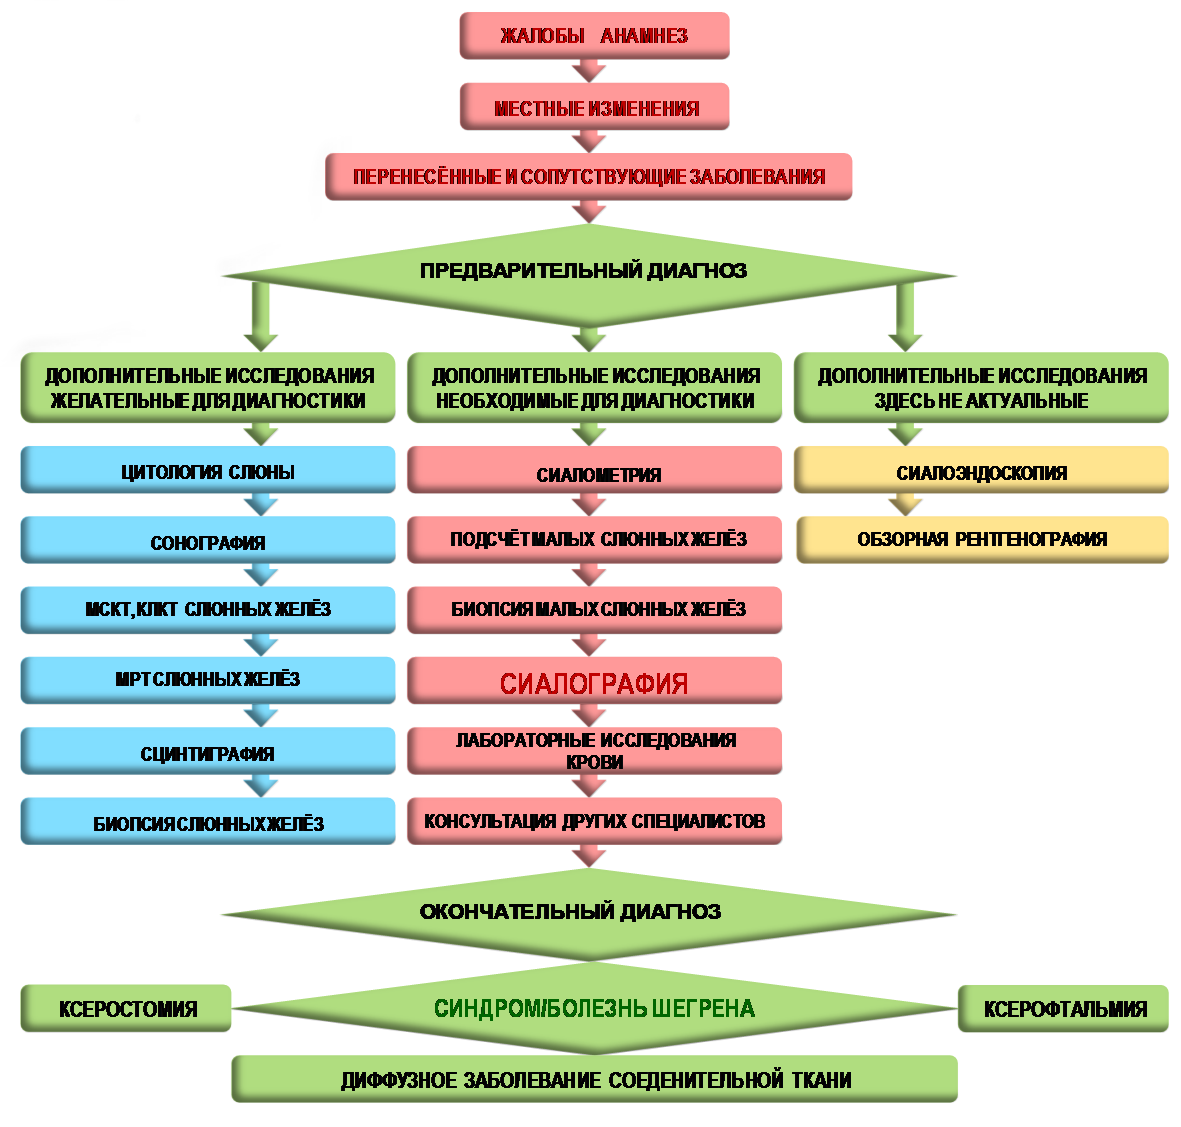 ЖАЛОБЫ АНАМНЕЗ
МЕСТНЫЕ ИЗМЕНЕНИЯ
ПЕРЕНЕСЁННЫЕ И СОПУТСТВУЮЩИЕ ЗАБОЛЕВАНИЯ
ПРЕДВАРИТЕЛЬНЫЙ ДИАГНОЗ
ДОПОЛНИТЕЛЬНЫЕ ИССЛЕДОВАНИЯ
ЖЕЛАТЕЛЬНЫЕ ДЛЯ ДИАГНОСТИКИ
ЦИТОЛОГИЯ СЛЮНЫ
СОНОГРАФИЯ
МСКТ, КЛКТ СЛЮННЫХ ЖЕЛЁЗ
МРТ СЛЮННЫХ ЖЕЛЁЗ
СЦИНТИГРАФИЯ
БИОПСИЯ СЛЮННЫХ ЖЕЛЁЗ
ДОПОЛНИТЕЛЬНЫЕ ИССЛЕДОВАНИЯ
НЕОБХОДИМЫЕ ДЛЯ ДИАГНОСТИКИ
СИАЛОМЕТРИЯ
ПОДСЧЁТ МАЛЫХ СЛЮННЫХ ЖЕЛЁЗ
БИОПСИЯ МАЛЫХ СЛЮННЫХ ЖЕЛЁЗ
СИАЛОГРАФИЯ
ЛАБОРАТОРНЫЕ ИССЛЕДОВАНИЯ
КРОВИ
КОНСУЛЬТАЦИЯ ДРУГИХ СПЕЦИАЛИСТОВ
ДОПОЛНИТЕЛЬНЫЕ ИССЛЕДОВАНИЯ
ЗДЕСЬ НЕ АКТУАЛЬНЫЕ
СИАЛОЭНДОСКОПИЯ
ОБЗОРНАЯ РЕНТГЕНОГРАФИЯ
ОКОНЧАТЕЛЬНЫЙ ДИАГНОЗ
КСЕРОСТОМИЯ
СИНДРОМ/БОЛЕЗНЬ ШЕГРЕНА
КСЕРОФТАЛЬМИЯ
ДИФФУЗНОЕ ЗАБОЛЕВАНИЕ СОЕДЕНИТЕЛЬНОЙ ТКАНИ